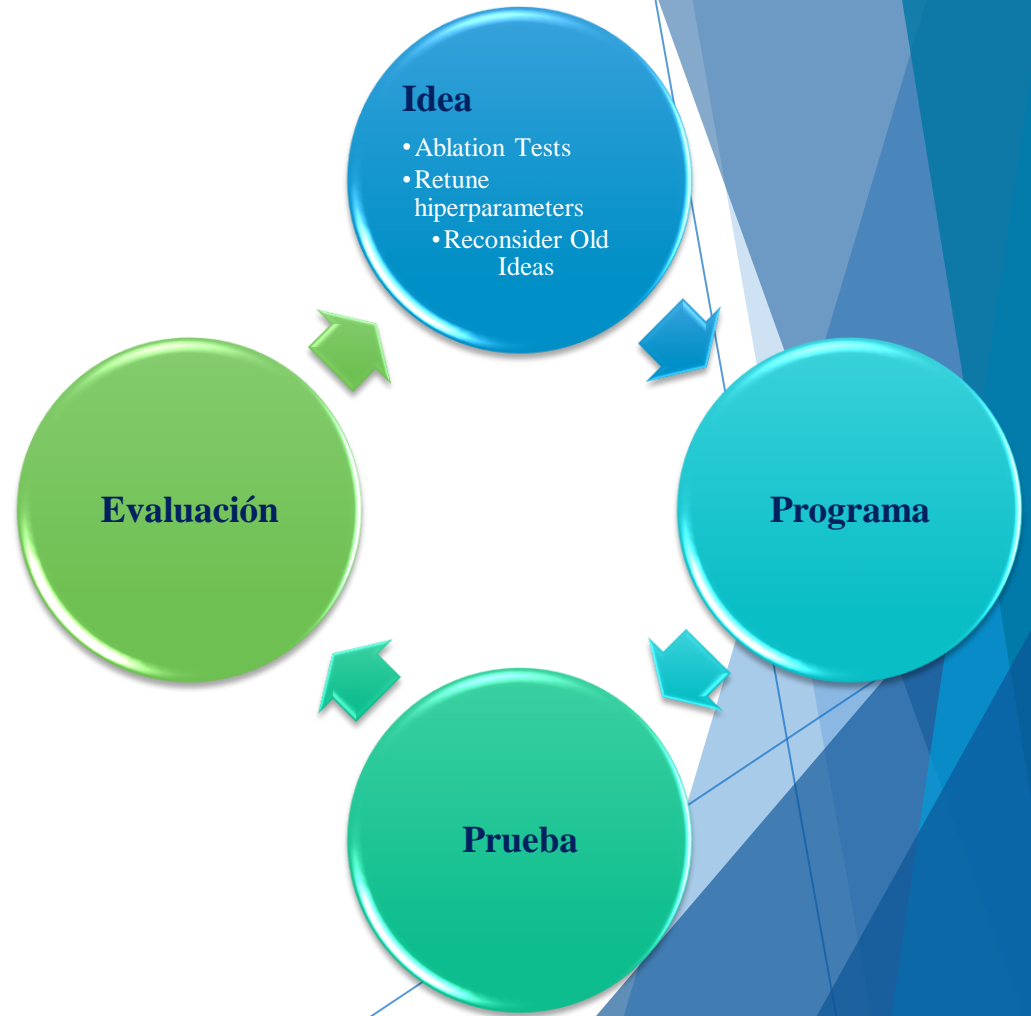 Idea
•Ablation Tests
•Retune
hiperparameters
•Reconsider Old
Ideas
Evaluación
Programa
Prueba